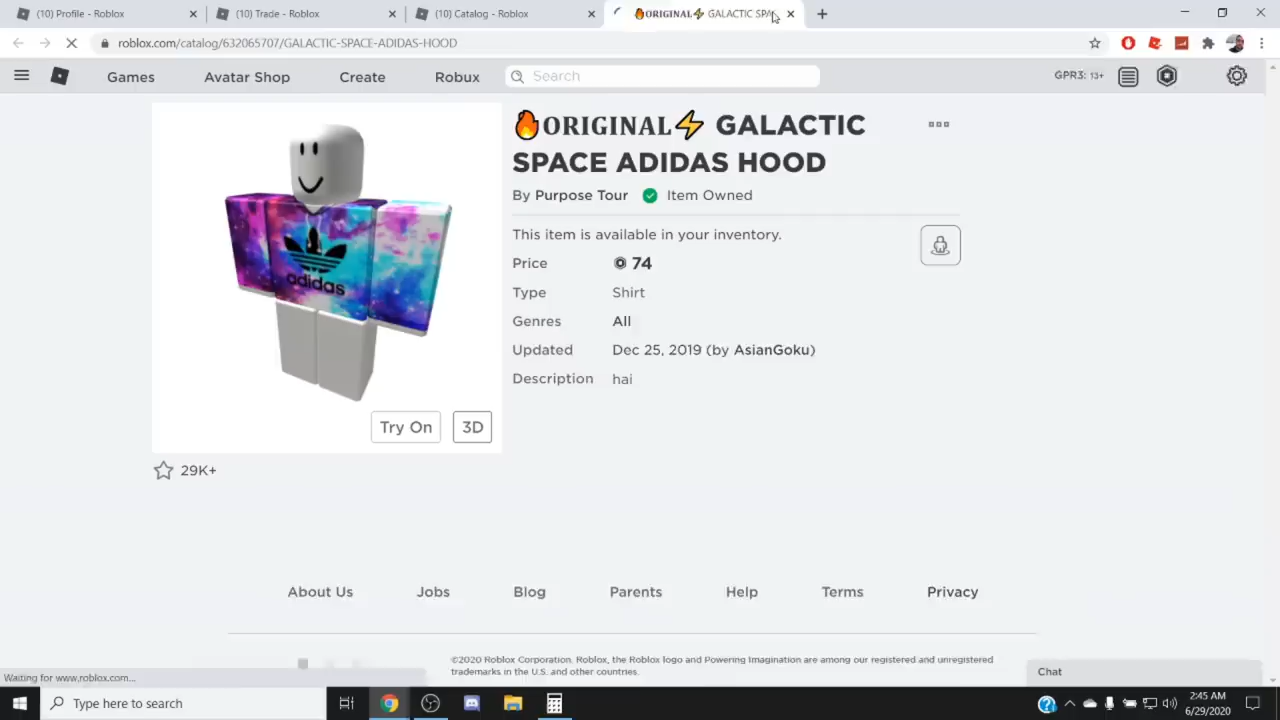 (10) Profile - Roblox
(10) Trade - Roblox
(10) Catalog - Roblox
🔥ORIGINAL⚡ GALACTIC SPA
roblox.com/catalog/632065707/GALACTIC-SPACE-ADIDAS-HOOD
Games
Avatar Shop
Create
Robux
Search
GPR3: 13+
🔥ORIGINAL⚡ GALACTIC
SPACE ADIDAS HOOD
By Purpose Tour
Item Owned
This item is available in your inventory.
Price 74
Type Shirt
Genres All
Updated Dec 25, 2019 (by AsianGoku)
Description hai
adidas
Try On
3D
29K+
About Us
Jobs
Blog
Parents
Help
Terms
Privacy
©2020 Roblox Corporation. Roblox, the Roblox logo and Powering Imagination are among our registered and unregistered
trademarks in the U.S. and other countries.
Chat
Waiting for www.roblox.com...
Type here to search
2:45 AM
6/29/2020